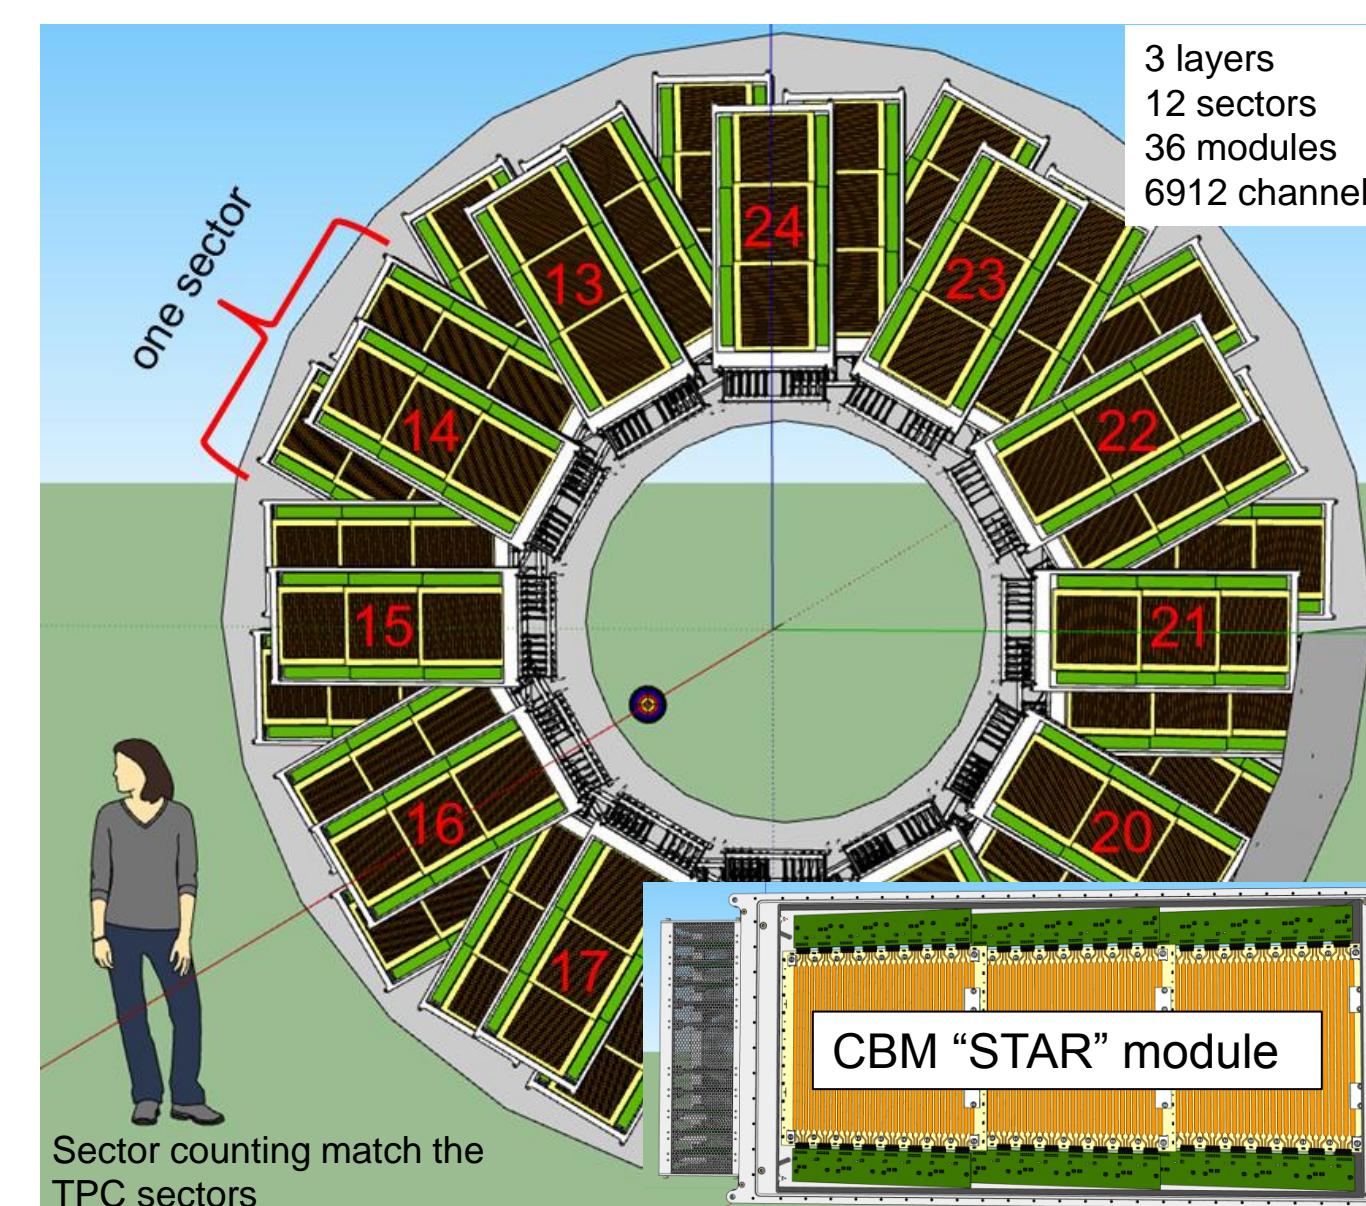 3 layers
12 sectors
36 modules
6912 channel
one sector
24
13
23
14
22
15
21
16
20
17
CBM “STAR” module
Sector counting match the
TPC sectors